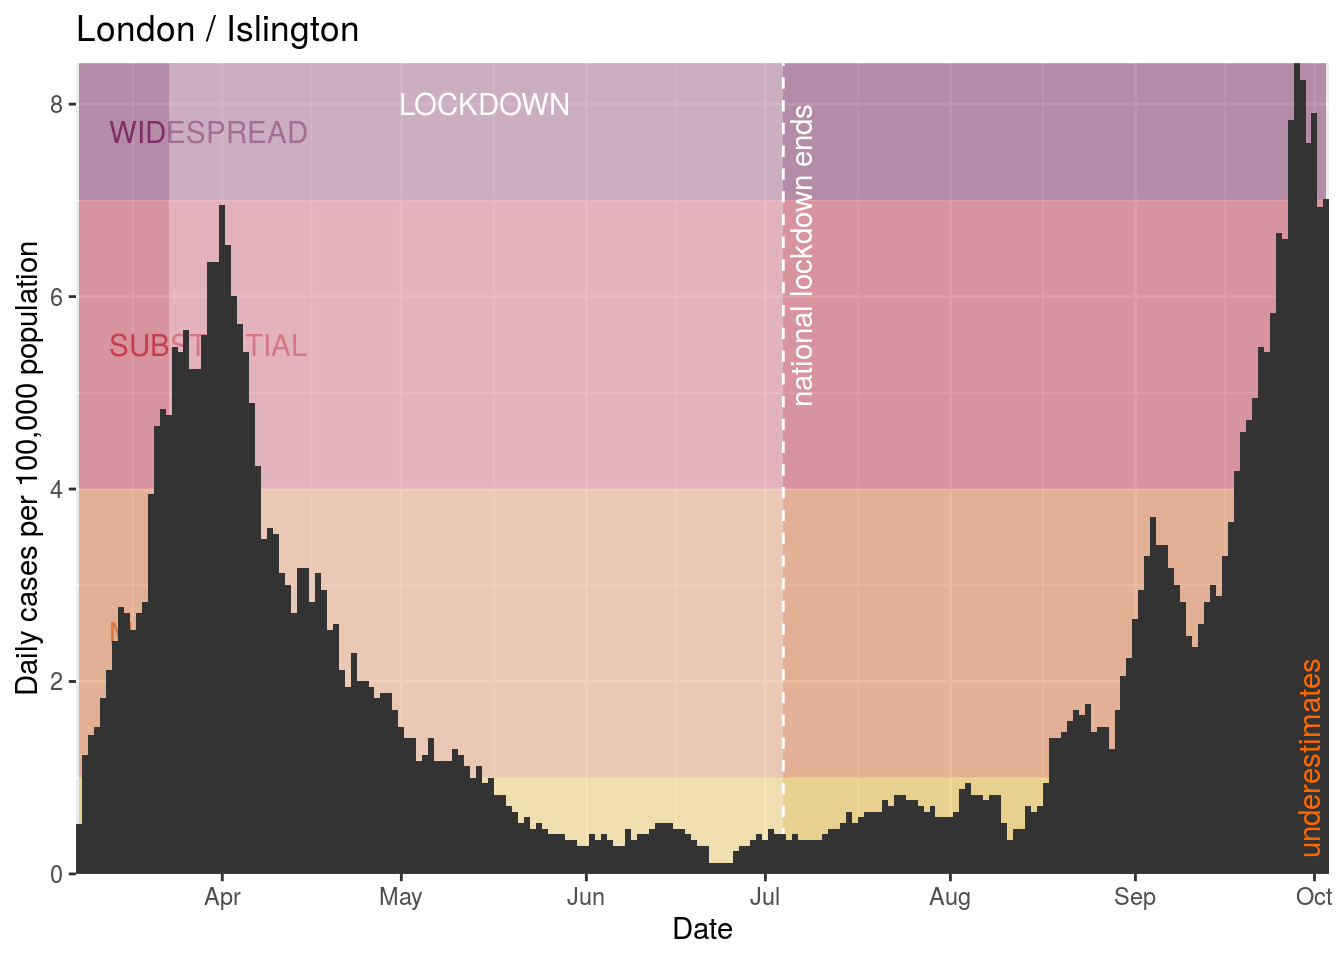 London / Islington
Daily cases per 100,000 population
8
6
4
2
0
WIDESPREAD
LOCKDOWN
national lockdown ends
underestimates
Apr
May
Jun
Jul
Aug
Sep
Oct
Date